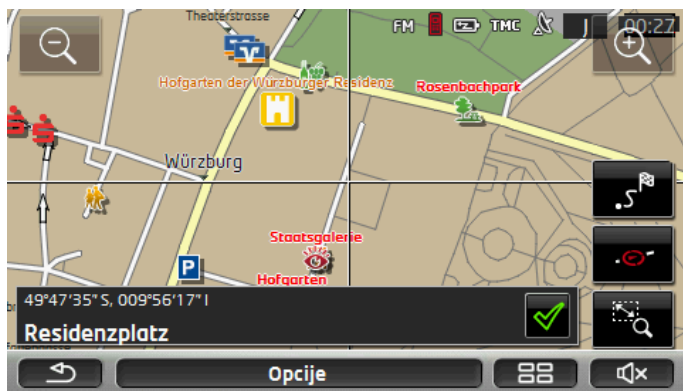 Theaterstrasse
FM
TMC
J
00:27
Hofgarten der Würzburger Residenz
Rosenbachpark
Würzburg
Staatsgalerie
P
Hofgarten
49°47'35" S, 009°56'17" I
Residenzplatz
Opcije